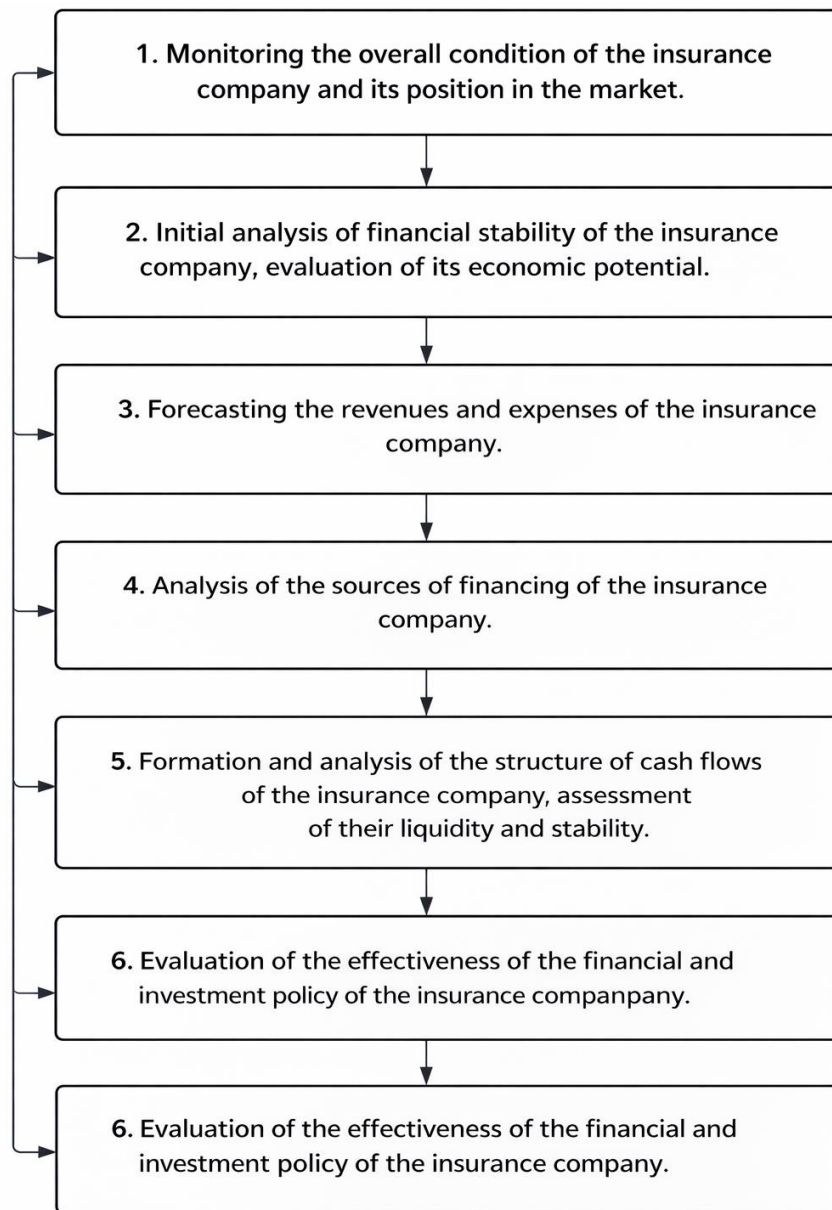 1. Monitoring the overall condition of the insurance
company and its position in the market.
2. Initial analysis of financial stability of the insurance
company, evaluation of its economic potential.
3. Forecasting the revenues and expenses of the insurance
company.
4. Analysis of the sources of financing of the insurance
company.
5. Formation and analysis of the structure of cash flows
of the insurance company, assessment
of their liquidity and stability.
6. Evaluation of the effectiveness of the financial and
investment policy of the insurance companpany.
6. Evaluation of the effectiveness of the financial and
investment policy of the insurance company.